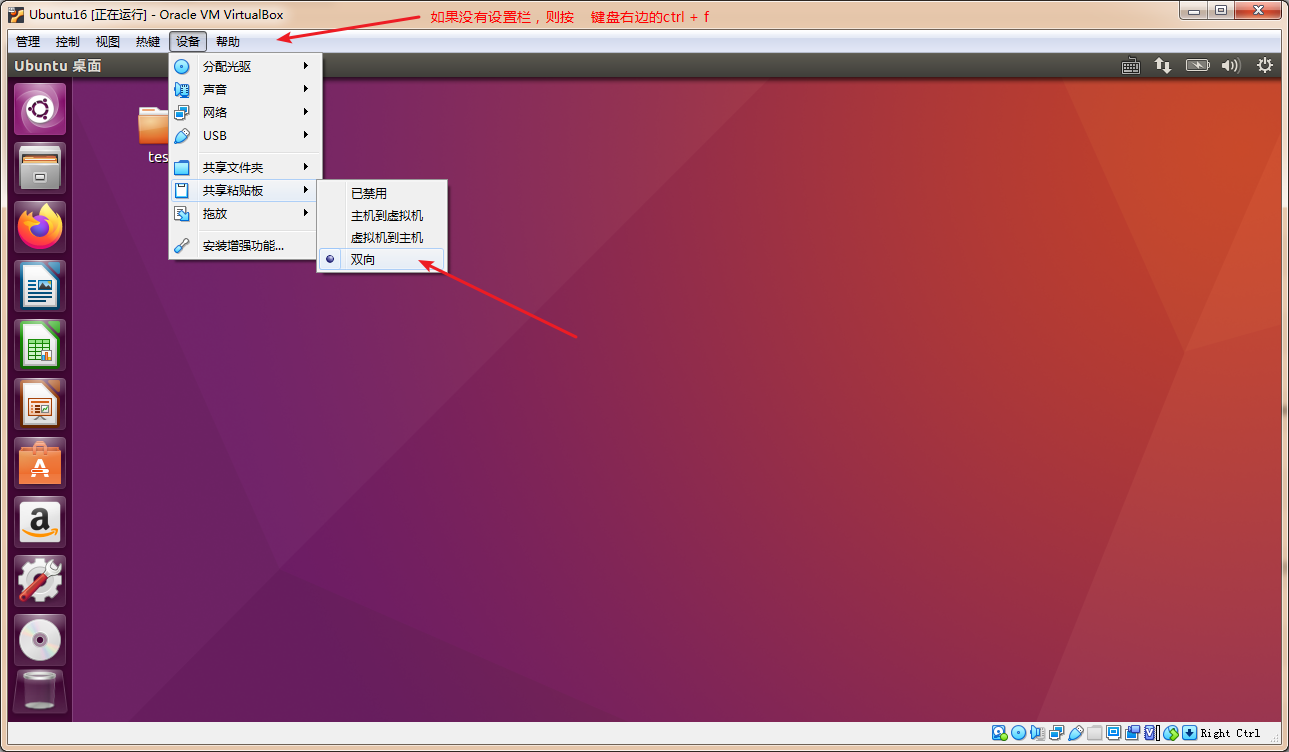 Ubuntu16 [正在运行] - Oracle VM VirtualBox
如果没有设置栏，则按 键盘右边的ctrl + f
管理 控制 视图 热键 设备 帮助
Ubuntu 桌面
分配光驱
声音
网络
USB
tes
共享文件夹
共享粘贴板
已禁用
拖放
主机到虚拟机
虚拟机到主机
安装增强功能...
双向
Right Ctrl